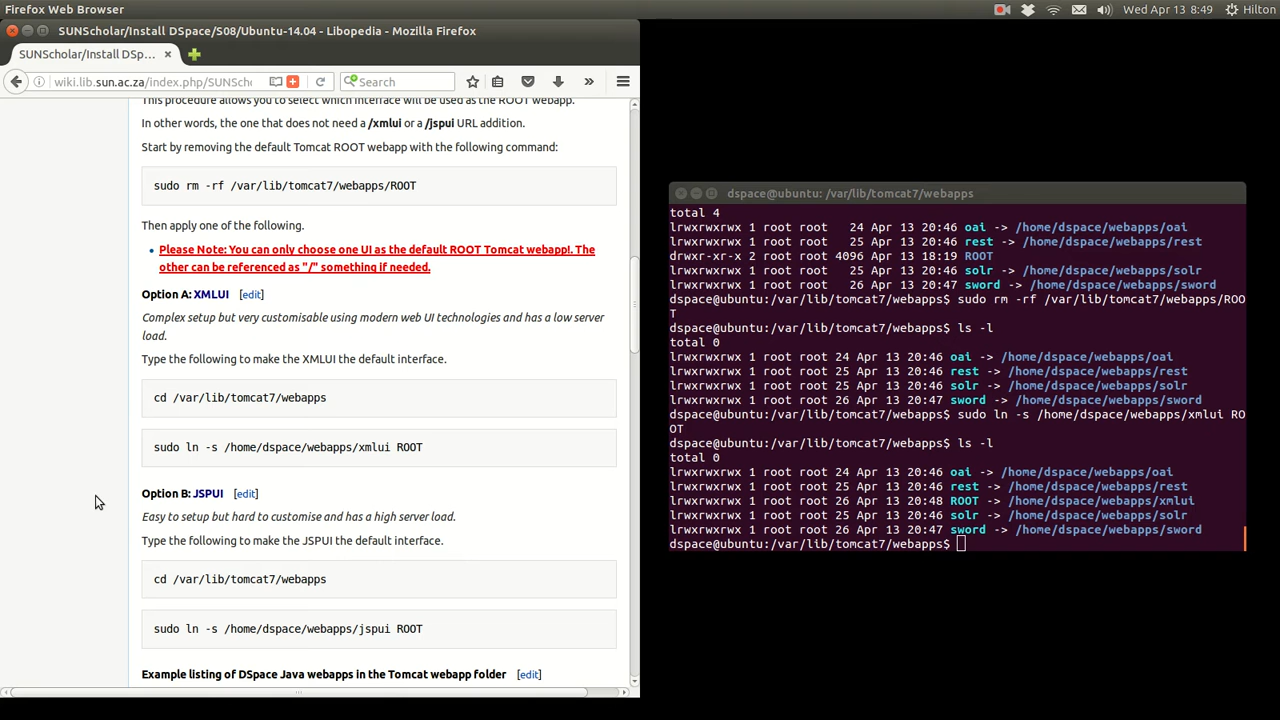 Firefox Web Browser
Wed Apr 13 8:49
Hilton
SUNScholar/Install DSpace/S08/Ubuntu-14.04 - Libopedia - Mozilla Firefox
SUNScholar/Install DSp...
wiki.lib.sun.ac.za/index.php/SUNSch
Search
This procedure allows you to select which interface will be used as the ROOT webapp.
In other words, the one that does not need a /xmlui or a /jspui URL addition.
Start by removing the default Tomcat ROOT webapp with the following command:
sudo rm -rf /var/lib/tomcat7/webapps/ROOT
Then apply one of the following.
Please Note: You can only choose one UI as the default ROOT Tomcat webapp!. The
other can be referenced as "/" something if needed.
Option A: XMLUI [edit]
Complex setup but very customisable using modern web UI technologies and has a low server
load.
Type the following to make the XMLUI the default interface.
cd /var/lib/tomcat7/webapps
sudo ln -s /home/dspace/webapps/xmlui ROOT
Option B: JSPUI [edit]
Easy to setup but hard to customise and has a high server load.
Type the following to make the JSPUI the default interface.
cd /var/lib/tomcat7/webapps
sudo ln -s /home/dspace/webapps/jspui ROOT
Example listing of DSpace Java webapps in the Tomcat webapp folder [edit]
dspace@ubuntu: /var/lib/tomcat7/webapps
total 4
lrwxrwxrwx 1 root root   24 Apr 13 20:46 oai -> /home/dspace/webapps/oai
lrwxrwxrwx 1 root root   25 Apr 13 20:46 rest -> /home/dspace/webapps/rest
drwxr-xr-x 2 root root 4096 Apr 13 18:19 ROOT
lrwxrwxrwx 1 root root   25 Apr 13 20:46 solr -> /home/dspace/webapps/solr
lrwxrwxrwx 1 root root   26 Apr 13 20:47 sword -> /home/dspace/webapps/sword
dspace@ubuntu:/var/lib/tomcat7/webapps$ sudo rm -rf /var/lib/tomcat7/webapps/ROO
T
dspace@ubuntu:/var/lib/tomcat7/webapps$ ls -l
total 0
lrwxrwxrwx 1 root root 24 Apr 13 20:46 oai -> /home/dspace/webapps/oai
lrwxrwxrwx 1 root root 25 Apr 13 20:46 rest -> /home/dspace/webapps/rest
lrwxrwxrwx 1 root root 25 Apr 13 20:46 solr -> /home/dspace/webapps/solr
lrwxrwxrwx 1 root root 26 Apr 13 20:47 sword -> /home/dspace/webapps/sword
dspace@ubuntu:/var/lib/tomcat7/webapps$ sudo ln -s /home/dspace/webapps/xmlui RO
OT
dspace@ubuntu:/var/lib/tomcat7/webapps$ ls -l
total 0
lrwxrwxrwx 1 root root 24 Apr 13 20:46 oai -> /home/dspace/webapps/oai
lrwxrwxrwx 1 root root 25 Apr 13 20:46 rest -> /home/dspace/webapps/rest
lrwxrwxrwx 1 root root 26 Apr 13 20:48 ROOT -> /home/dspace/webapps/xmlui
lrwxrwxrwx 1 root root 25 Apr 13 20:46 solr -> /home/dspace/webapps/solr
lrwxrwxrwx 1 root root 26 Apr 13 20:47 sword -> /home/dspace/webapps/sword
dspace@ubuntu:/var/lib/tomcat7/webapps$